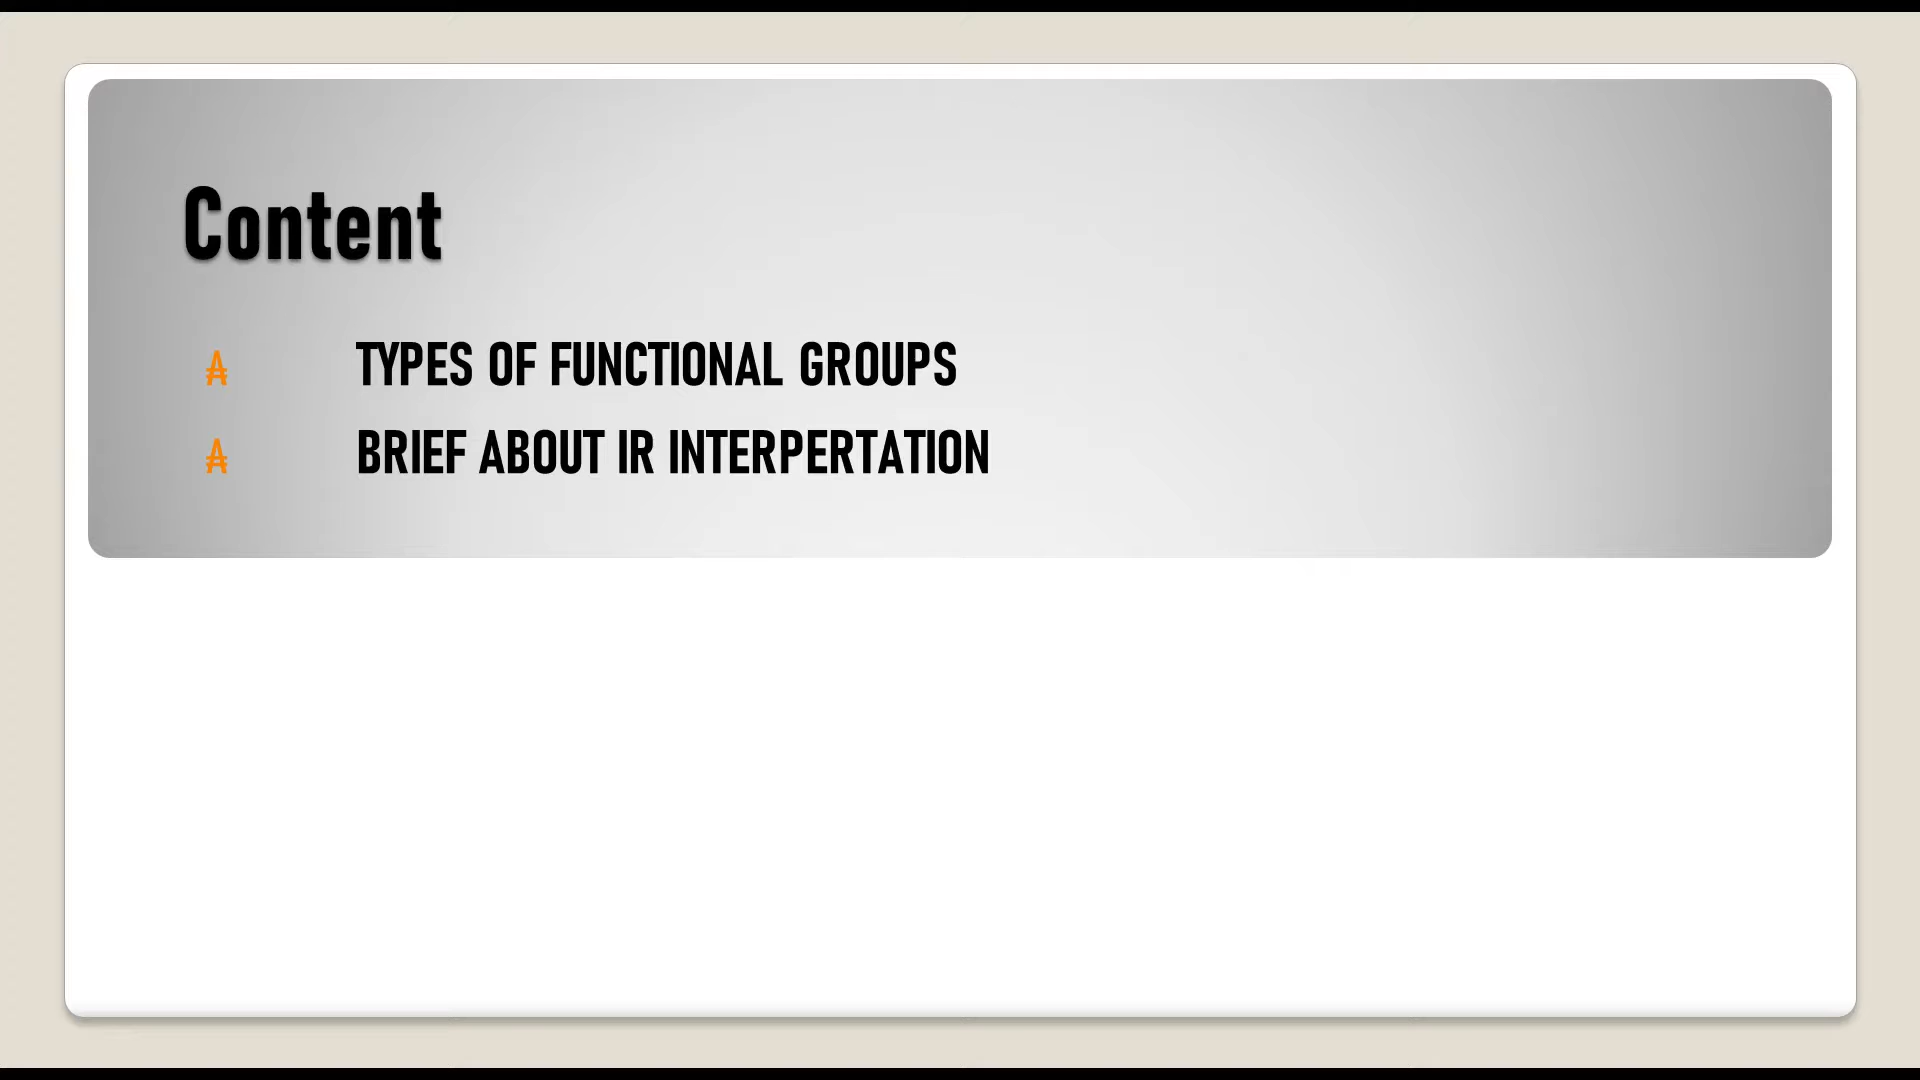 Content
₳ TYPES OF FUNCTIONAL GROUPS
₳ BRIEF ABOUT IR INTERPERTATION